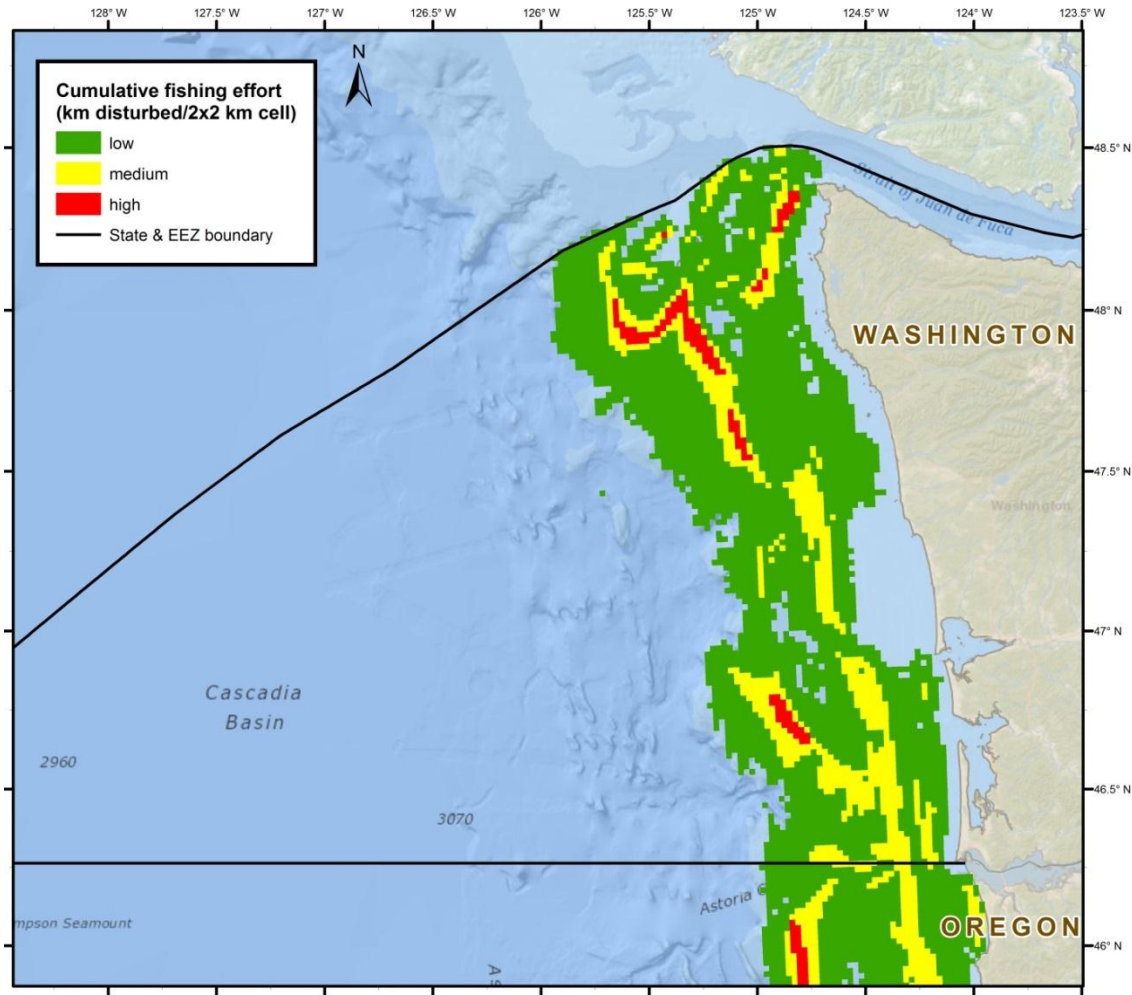 128° W
127.5° W
127° W
126.5° W
126° W
125.5° W
125° W
124.5° W
124° W
123.5° W
N
Cumulative fishing effort
(km disturbed/2x2 km cell)
low
medium
high
State & EEZ boundary
48.5° N
Strait of Juan de Fuca
48° N
WASHINGTON
47.5° N
Washington
47° N
Cascadia
Basin
2960
46.5° N
3070
Astoria C
mpson Seamount
OREGON
46° N
As